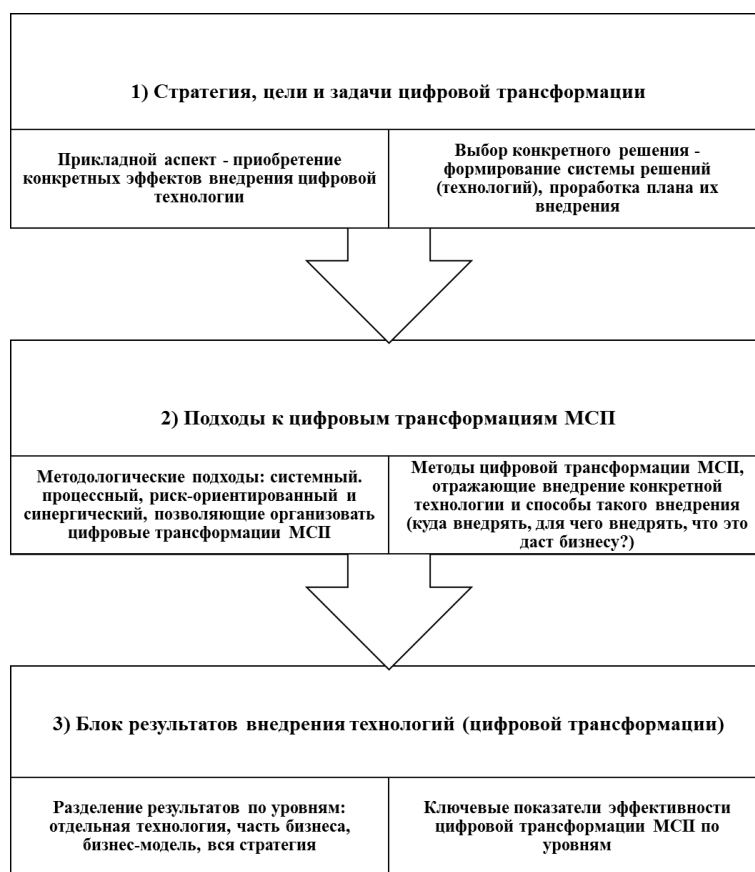 1) Стратегия, цели и задачи цифровой трансформации
Прикладной аспект - приобретение
конкретных эффектов внедрения цифровой
технологии
Выбор конкретного решения -
формирование системы решений
(технологий), проработка плана их
внедрения
2) Подходы к цифровым трансформациям МСП
Методологические подходы: системный.
процессный, риск-ориентированный и
синергический, позволяющие организовать
цифровые трансформации МСП
Методы цифровой трансформации МСП,
отражающие внедрение конкретной
технологии и способы такого внедрения
(куда внедрять, для чего внедрять, что это
даст бизнесу?)
3) Блок результатов внедрения технологий (цифровой трансформации)
Разделение результатов по уровням:
отдельная технология, часть бизнеса,
бизнес-модель, вся стратегия
Ключевые показатели эффективности
цифровой трансформации МСП по
уровням